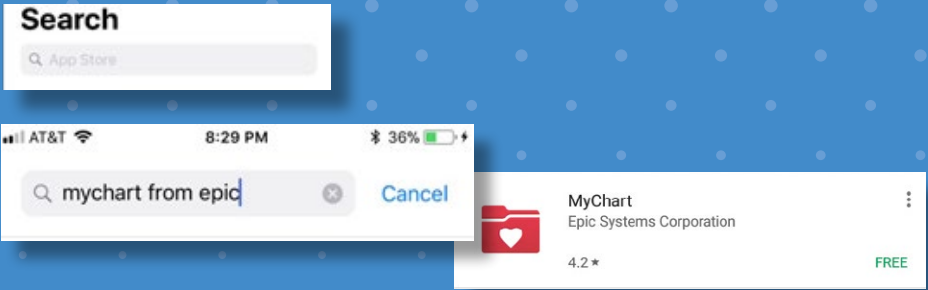 Search
App Store
AT&T 8:29 PM 36%
mychart from epic Cancel
MyChart
Epic Systems Corporation
4.2★ FREE